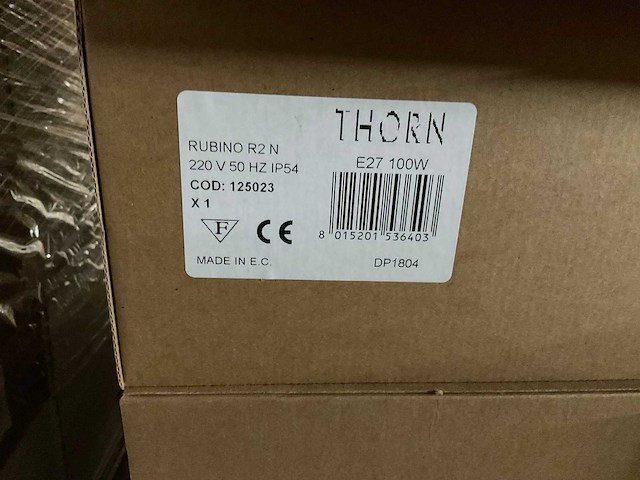 THORN
RUBINO R2 N
220 V 50 HZ IP54
COD: 125023
X 1
E27 100W
F
CE
8 015201 536403
MADE IN E.C.
DP1804